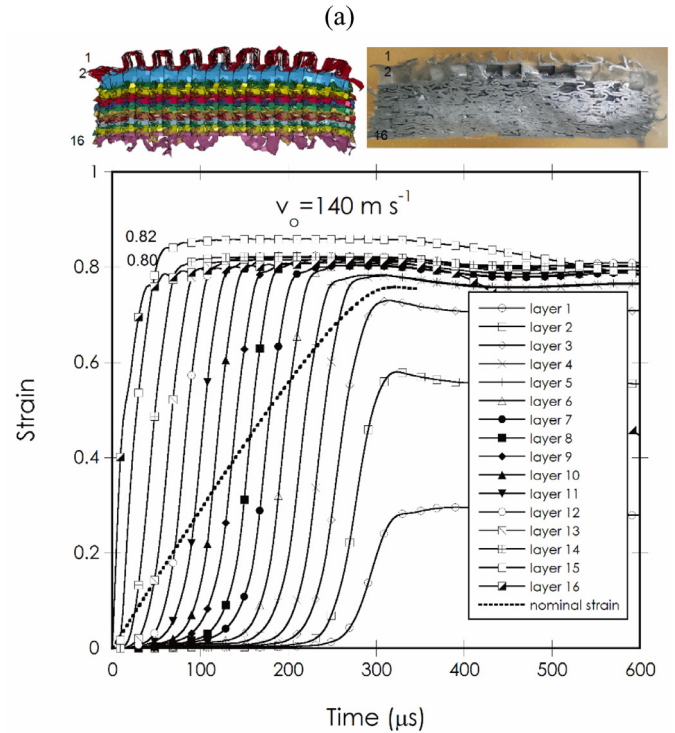 (a)
1
2
16
1
2
16
v
o
=140 m s⁻¹
0.82
0.80
1
0.8
0.6
0.4
0.2
0
Strain
layer 1
layer 2
layer 3
layer 4
layer 5
layer 6
layer 7
layer 8
layer 9
layer 10
layer 11
layer 12
layer 13
layer 14
layer 15
layer 16
nominal strain
0 100 200 300 400 500 600
Time (μs)